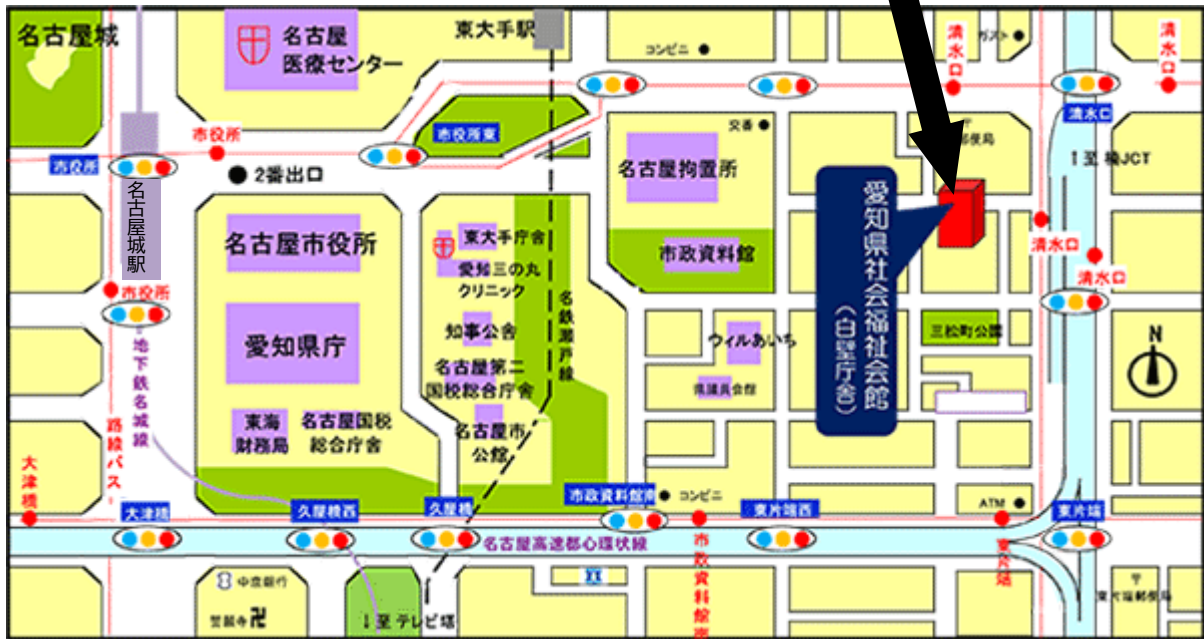 名古屋城
名古屋
医療センター
東大手駅
コンビニ
清水口
ガスト
清水口
市役所
市役所東
交番
〒
便局
清水口
市役所
2番出口
名古屋拘置所
名古屋城駅
名古屋市役所
東大手庁舎
愛知三の丸
クリニック
名鉄瀬戸線
市政資料館
愛知県社会福祉会館
(白壁庁舎)
清水口
清水口
市役所
地下鉄名城線
愛知県庁
知事公舎
名古屋第二
国税総合庁舎
ウィルあいち
県議員会館
三松町公園
N
東海
財務局
名古屋国税
総合庁舎
名古屋市
公館
路線バス
大津橋
大津橋
久屋橋西
久屋橋
市政資料館南
コンビニ
東片端西
ATM
東片端
名古屋高速都心環状線
市政資料館南
東片端
中京銀行
卍
↓至 テレビ塔
〒
東片端郵便局